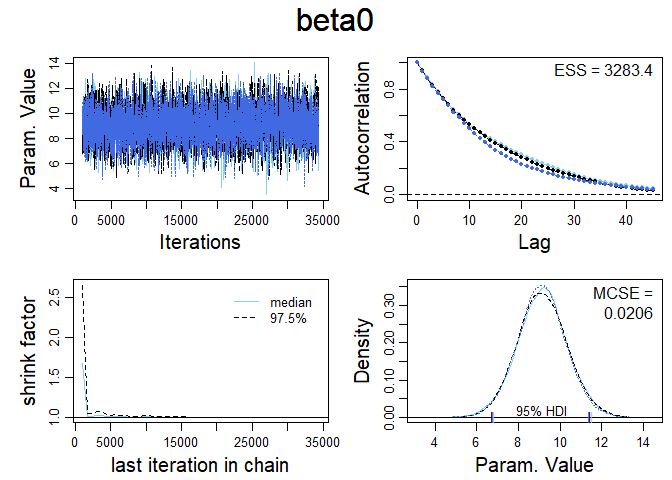 beta0
Param. Value
4 6 8 10 12 14
0 5000 15000 25000 35000
Iterations
Autocorrelation
0.0 0.4 0.8
ESS = 3283.4
0 10 20 30 40
Lag
shrink factor
1.0 1.5 2.0 2.5
median
97.5%
0 5000 15000 25000 35000
last iteration in chain
Density
0.00 0.10 0.20 0.30
MCSE =
0.0206
95% HDI
4 6 8 10 12 14
Param. Value